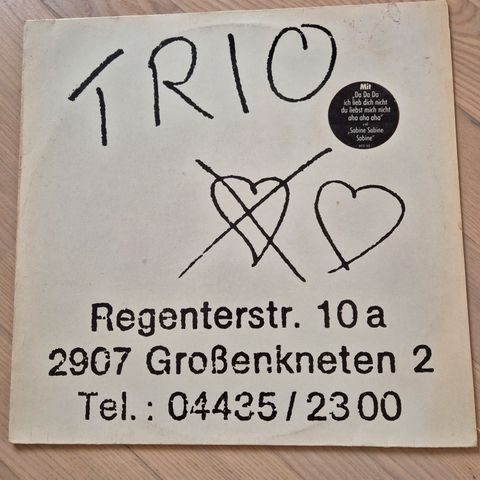 TRIO
Mit
„Da Da Da
ich lieb dich nicht
du liebst mich nicht
aha aha aha"
und
„Sabine Sabine
Sabine"
Regenterstr. 10 a
2907 Großenkneten 2
Tel.: 04435/23 00